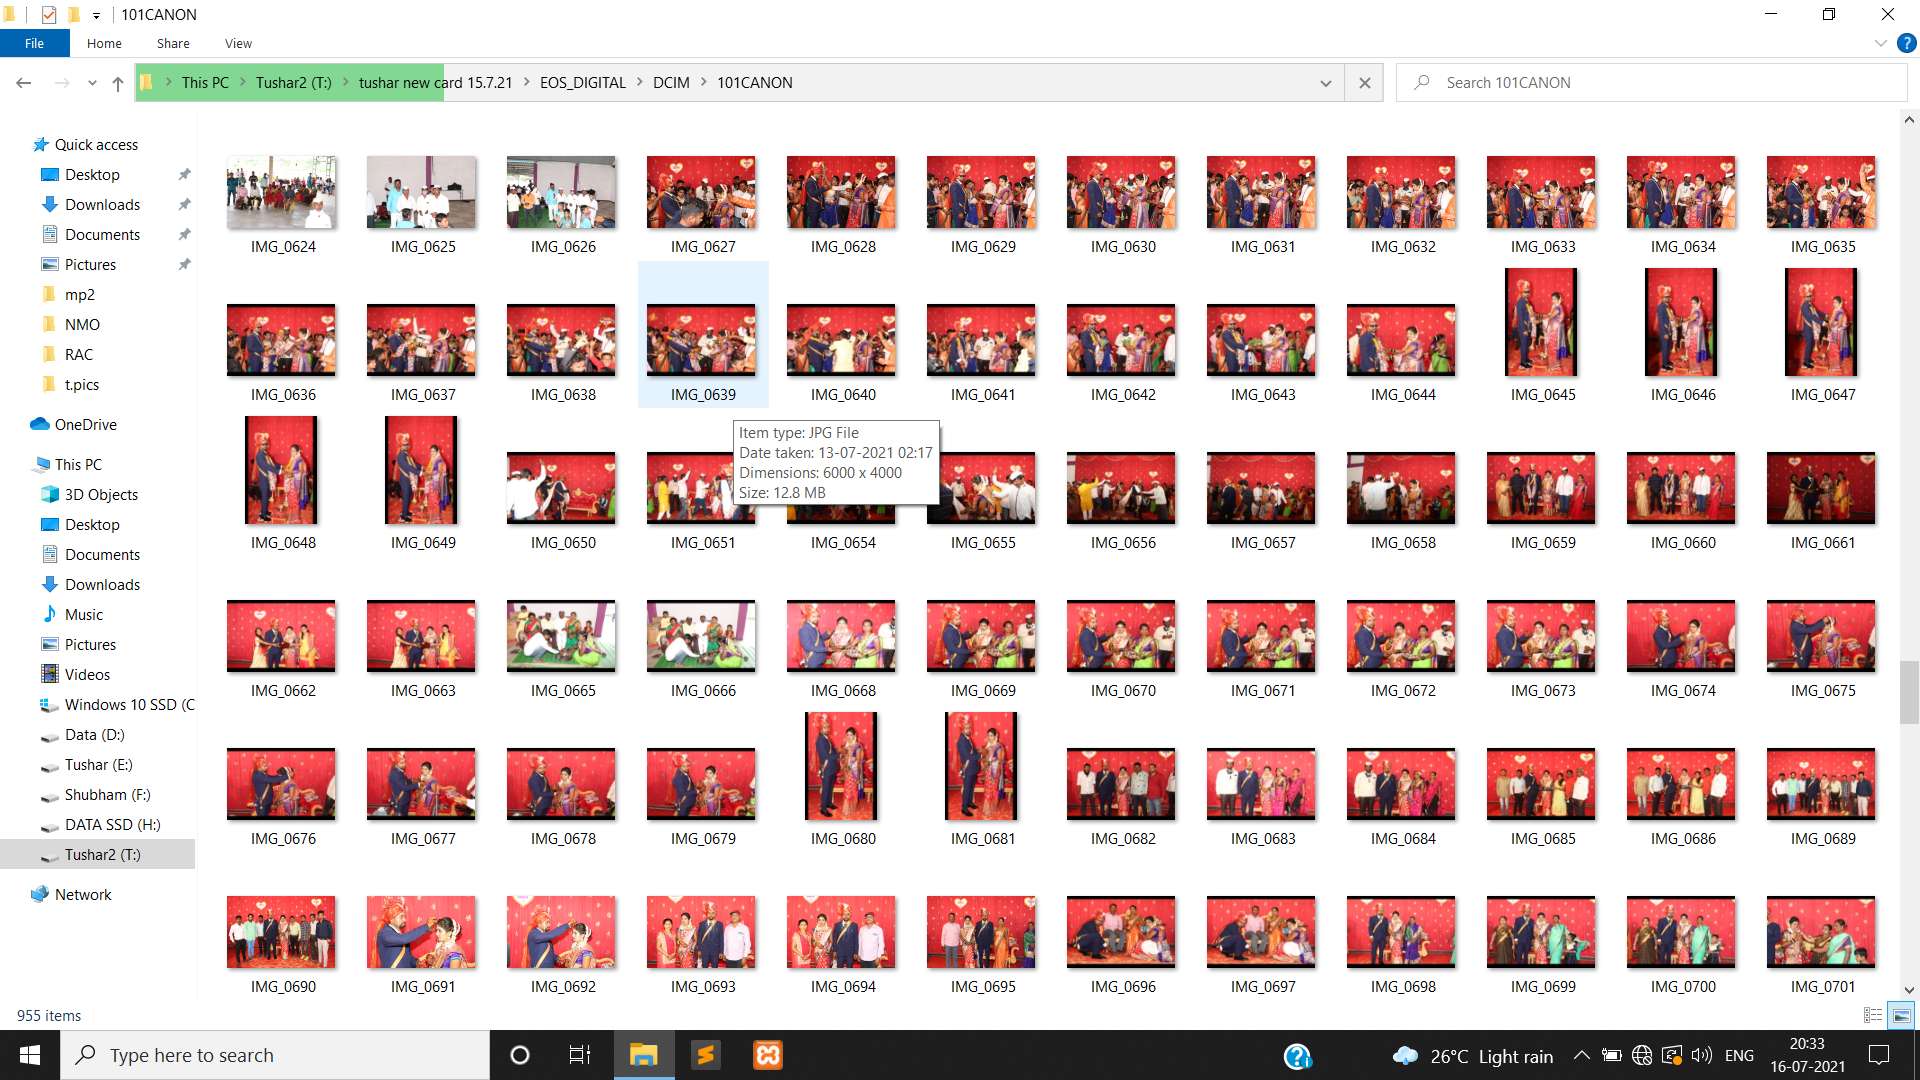 101CANON
File Home Share View
This PC Tushar2 (T:) tushar new card 15.7.21 EOS_DIGITAL DCIM 101CANON
Search 101CANON
Quick access
Desktop
Downloads
Documents
Pictures
mp2
NMO
RAC
t.pics
OneDrive
This PC
3D Objects
Desktop
Documents
Downloads
Music
Pictures
Videos
Windows 10 SSD (C
Data (D:)
Tushar (E:)
Shubham (F:)
DATA SSD (H:)
Tushar2 (T:)
Network
IMG_0624 IMG_0625 IMG_0626 IMG_0627 IMG_0628 IMG_0629 IMG_0630 IMG_0631 IMG_0632 IMG_0633 IMG_0634 IMG_0635
IMG_0636 IMG_0637 IMG_0638 IMG_0639 IMG_0640 IMG_0641 IMG_0642 IMG_0643 IMG_0644 IMG_0645 IMG_0646 IMG_0647
Item type: JPG File
Date taken: 13-07-2021 02:17
Dimensions: 6000 x 4000
Size: 12.8 MB
IMG_0648 IMG_0649 IMG_0650 IMG_0651 IMG_0654 IMG_0655 IMG_0656 IMG_0657 IMG_0658 IMG_0659 IMG_0660 IMG_0661
IMG_0662 IMG_0663 IMG_0665 IMG_0666 IMG_0668 IMG_0669 IMG_0670 IMG_0671 IMG_0672 IMG_0673 IMG_0674 IMG_0675
IMG_0676 IMG_0677 IMG_0678 IMG_0679 IMG_0680 IMG_0681 IMG_0682 IMG_0683 IMG_0684 IMG_0685 IMG_0686 IMG_0689
IMG_0690 IMG_0691 IMG_0692 IMG_0693 IMG_0694 IMG_0695 IMG_0696 IMG_0697 IMG_0698 IMG_0699 IMG_0700 IMG_0701
955 items
Type here to search
26°C Light rain
ENG
20:33
16-07-2021